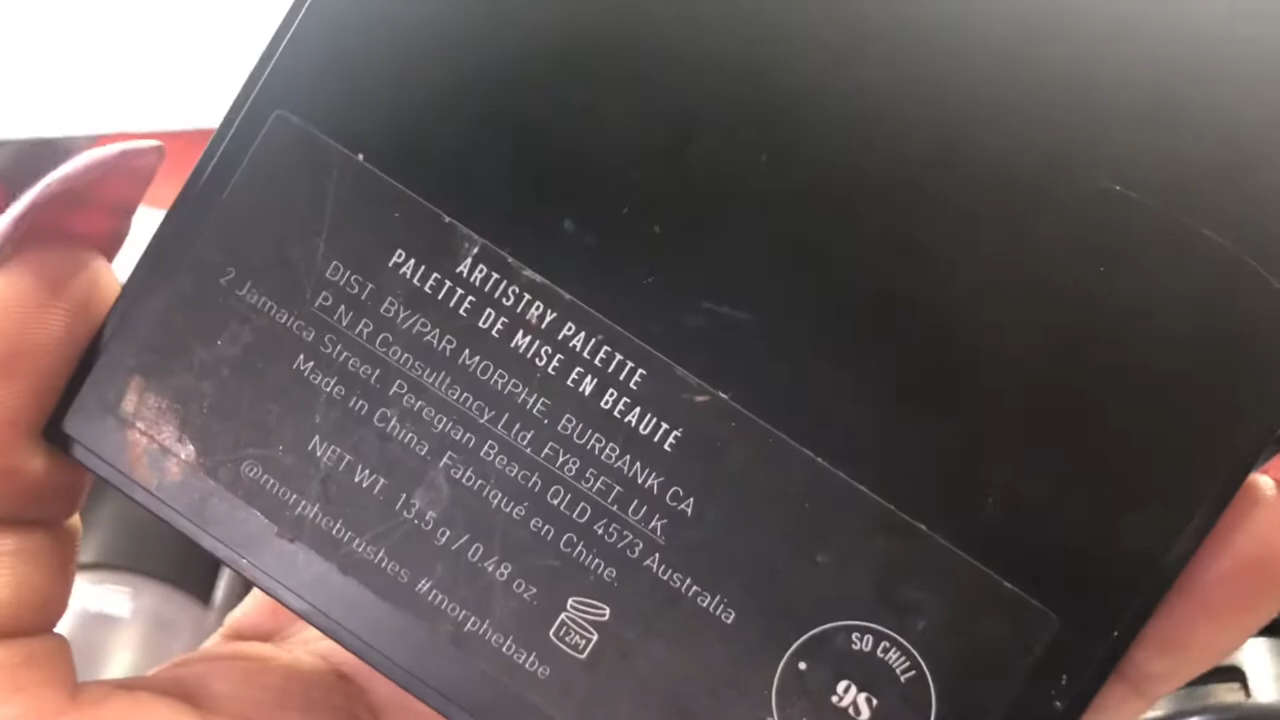 ARTISTRY PALETTE
PALETTE DE MISE EN BEAUTÉ
DIST. BY/PAR MORPHE, BURBANK CA
P N R Consultancy Ltd, FY8 5FT, U.K.
2 Jamaica Street, Peregian Beach QLD 4573 Australia
Made in China. Fabriqué en Chine.
NET WT. 13.5 g / 0.48 oz.
@morphebrushes #morphebabe
12M
SO CHILL
9S